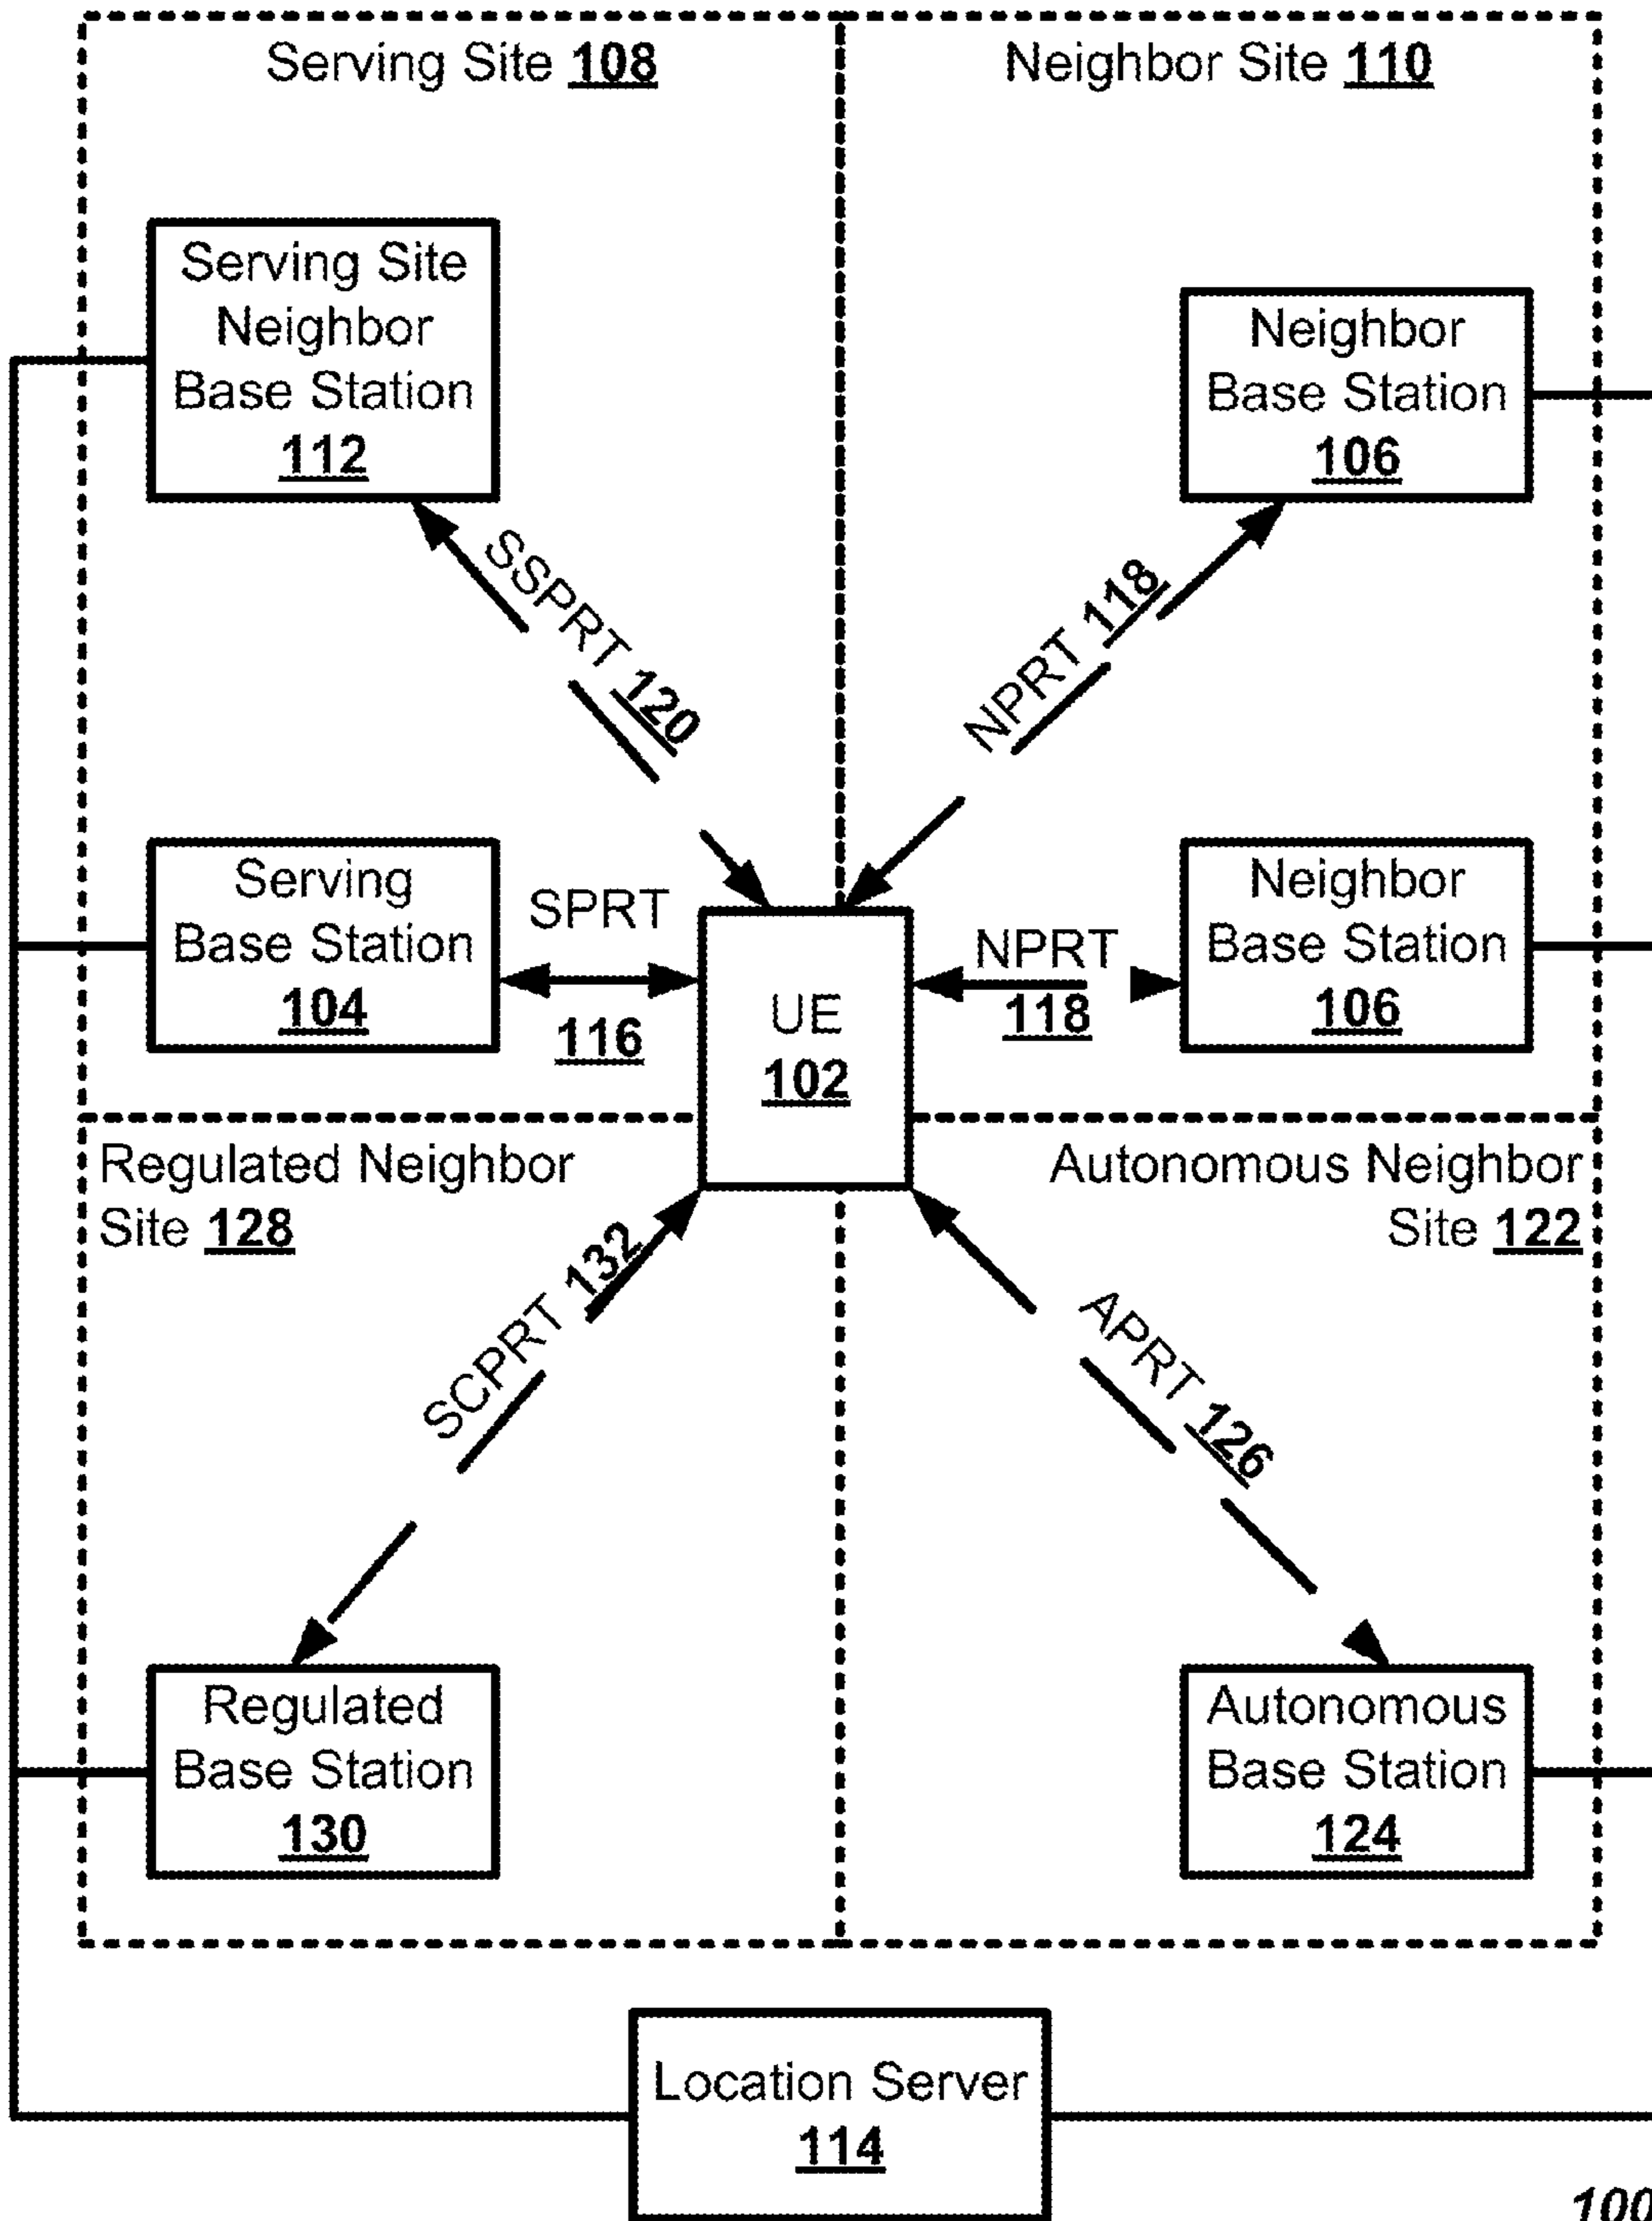 Serving Site 108
Neighbor Site 110
Serving Site
Neighbor
Base Station
112
Neighbor
Base Station
106
SSPRT 120
NPRT 118
Serving
Base Station
104
SPRT
116
UE
102
NPRT
118
Neighbor
Base Station
106
Regulated Neighbor
Site 128
Autonomous Neighbor
Site 122
SCPRT 132
APRT 126
Regulated
Base Station
130
Autonomous
Base Station
124
Location Server
114
100